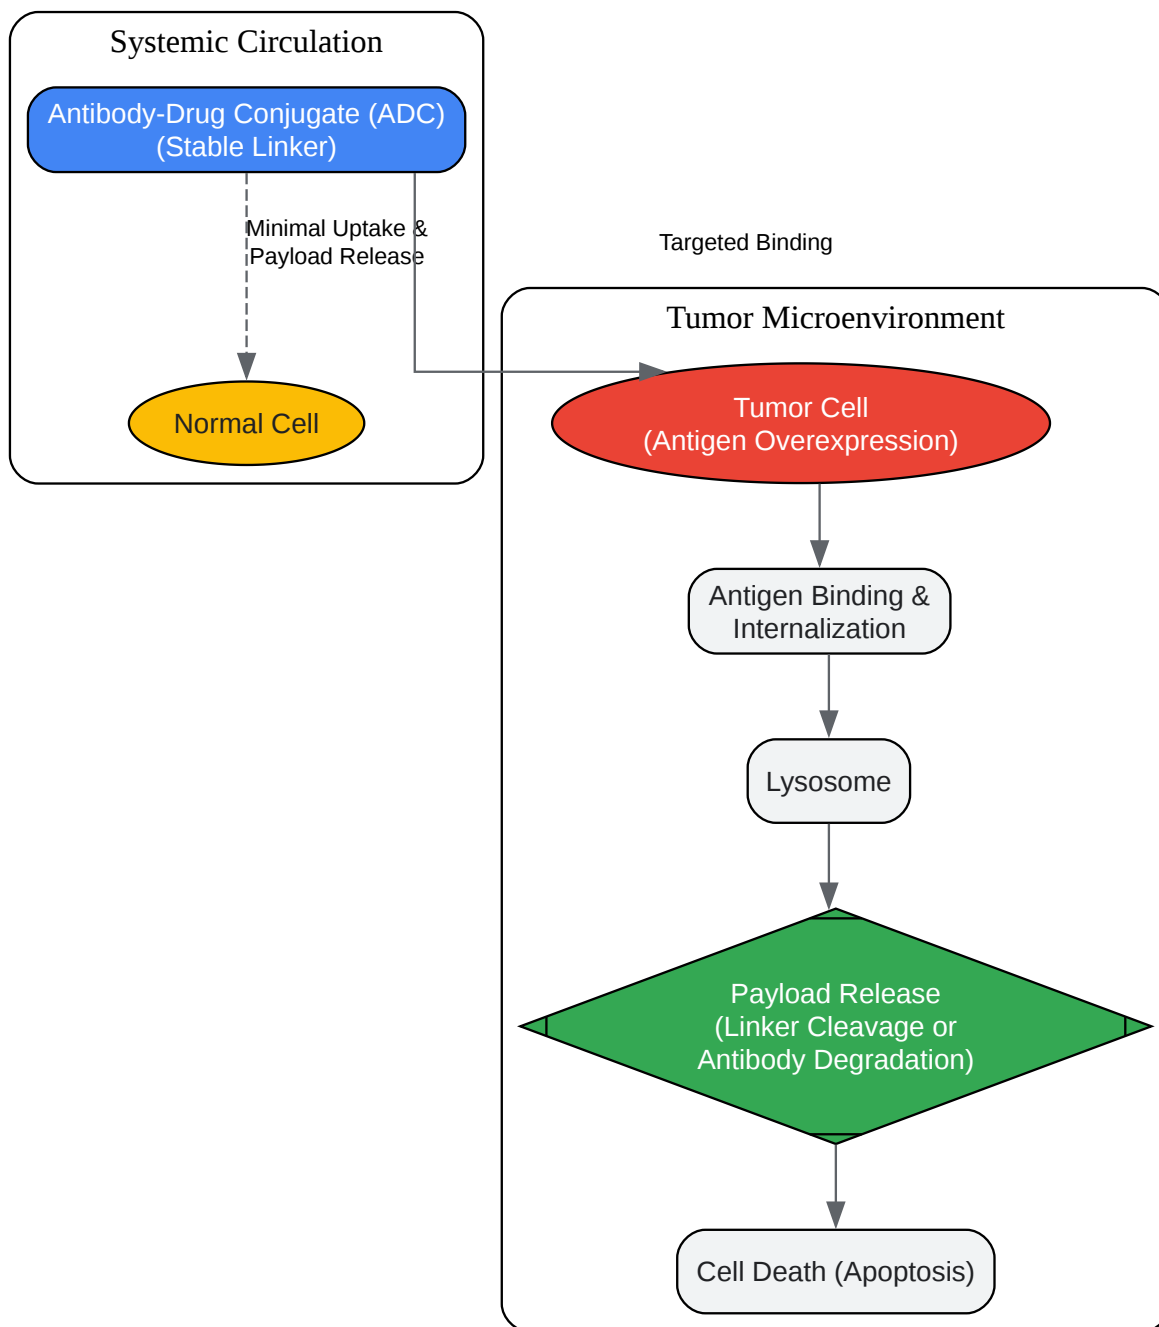 Systemic Circulation
Antibody-Drug Conjugate (ADC)
(Stable Linker)
Minimal Uptake &
Payload Release
Normal Cell
Targeted Binding
Tumor Microenvironment
Tumor Cell
(Antigen Overexpression)
Antigen Binding &
Internalization
Lysosome
Payload Release
(Linker Cleavage or
Antibody Degradation)
Cell Death (Apoptosis)